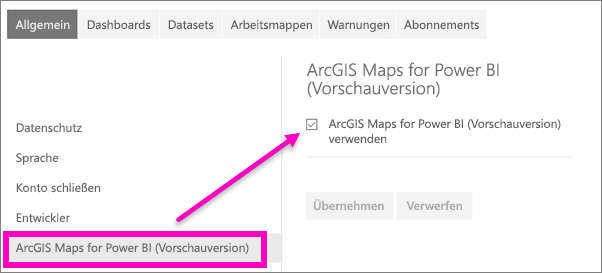 Allgemein Dashboards Datasets Arbeitsmappen Warnungen Abonnements
Datenschutz
Sprache
Konto schließen
Entwickler
ArcGIS Maps for Power BI (Vorschauversion)
ArcGIS Maps for Power BI
(Vorschauversion)
ArcGIS Maps for Power BI (Vorschauversion)
verwenden
Übernehmen Verwerfen